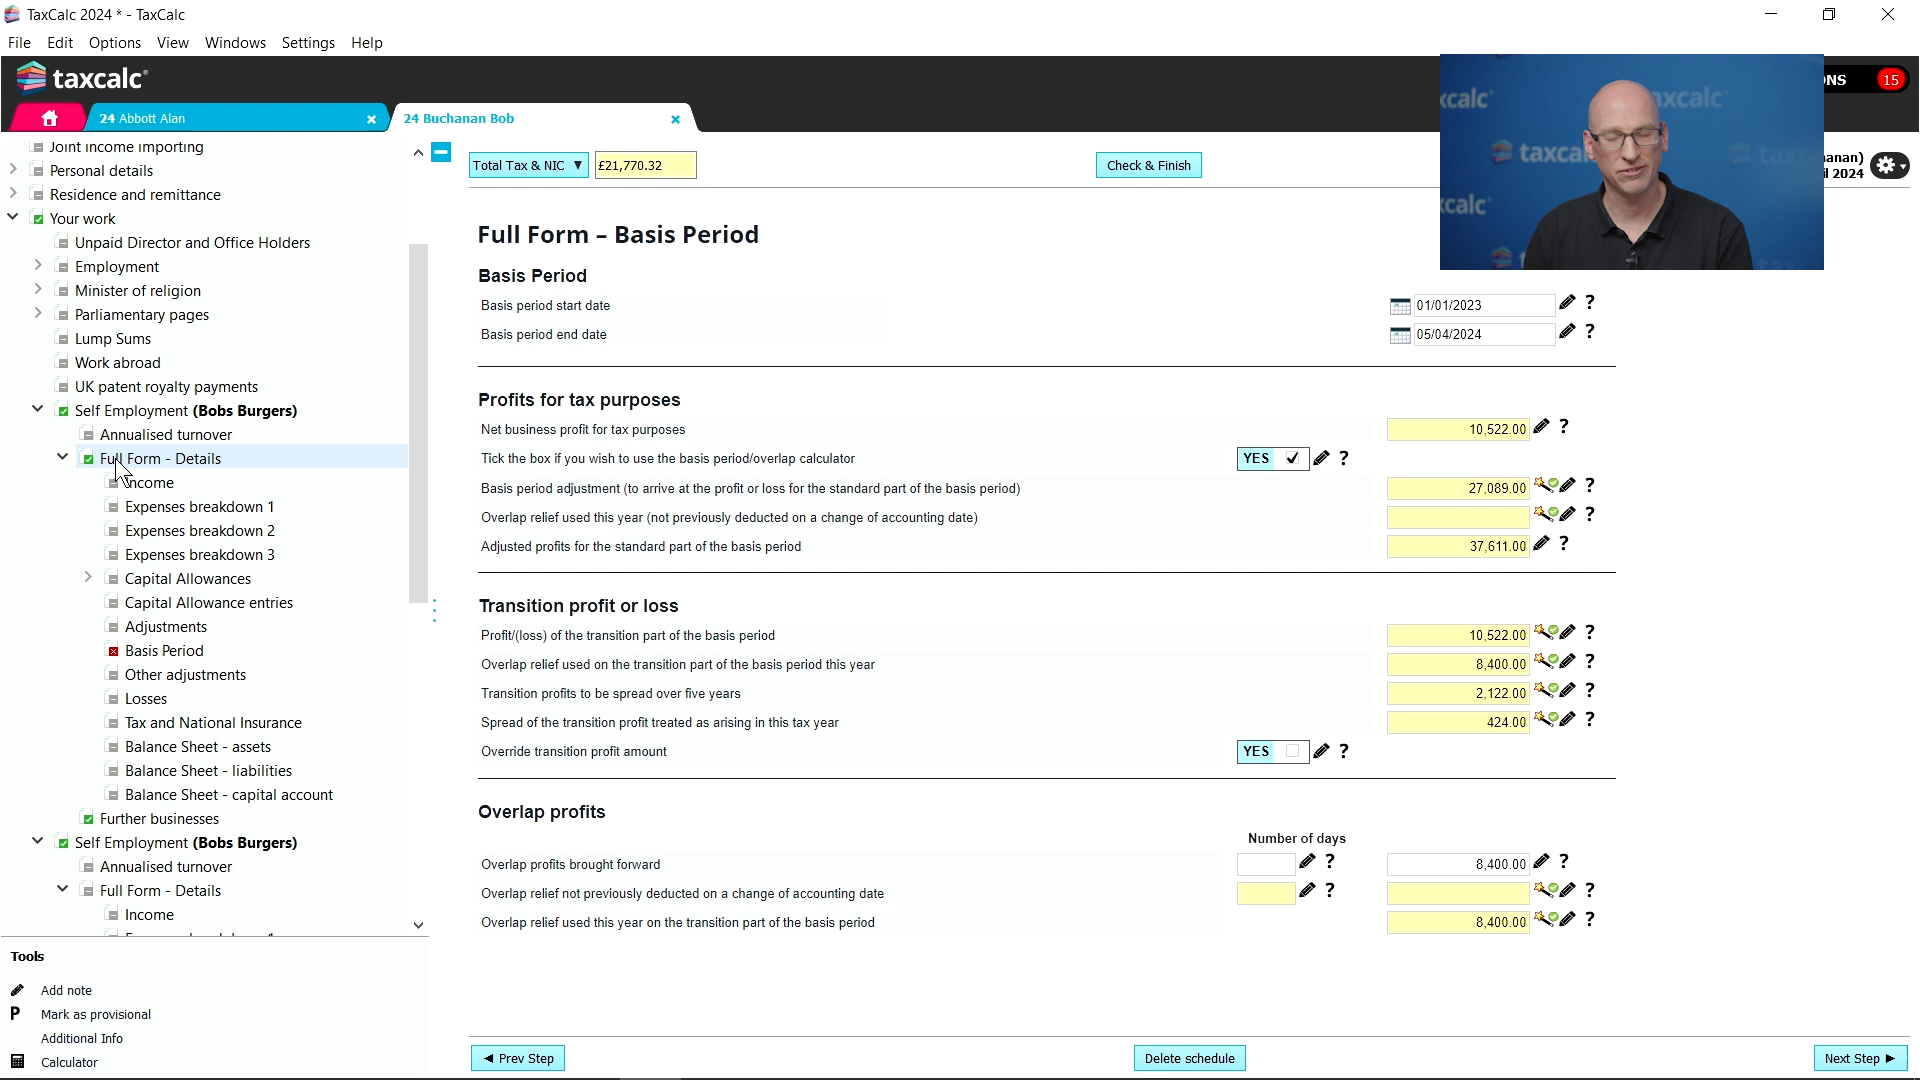 TaxCalc 2024 * - TaxCalc
File Edit Options View Windows Settings Help
taxcalc
NS 15
24 Abbott Alan
24 Buchanan Bob
Joint income importing
Personal details
Residence and remittance
Your work
Unpaid Director and Office Holders
Employment
Minister of religion
Parliamentary pages
Lump Sums
Work abroad
UK patent royalty payments
Self Employment (Bobs Burgers)
Annualised turnover
Full Form - Details
Income
Expenses breakdown 1
Expenses breakdown 2
Expenses breakdown 3
Capital Allowances
Capital Allowance entries
Adjustments
Basis Period
Other adjustments
Losses
Tax and National Insurance
Balance Sheet - assets
Balance Sheet - liabilities
Balance Sheet - capital account
Further businesses
Self Employment (Bobs Burgers)
Annualised turnover
Full Form - Details
Income
Tools
Add note
P Mark as provisional
Additional Info
Calculator
Total Tax & NIC £21,770.32
Check & Finish
anan)
2024
Full Form – Basis Period
Basis Period
Basis period start date 01/01/2023 ?
Basis period end date 05/04/2024 ?
Profits for tax purposes
Net business profit for tax purposes 10,522.00 ?
Tick the box if you wish to use the basis period/overlap calculator YES ?
Basis period adjustment (to arrive at the profit or loss for the standard part of the basis period) 27,089.00 ?
Overlap relief used this year (not previously deducted on a change of accounting date) ?
Adjusted profits for the standard part of the basis period 37,611.00 ?
Transition profit or loss
Profit/(loss) of the transition part of the basis period 10,522.00 ?
Overlap relief used on the transition part of the basis period this year 8,400.00 ?
Transition profits to be spread over five years 2,122.00 ?
Spread of the transition profit treated as arising in this tax year 424.00 ?
Override transition profit amount YES ?
Overlap profits
Number of days
Overlap profits brought forward ? 8,400.00 ?
Overlap relief not previously deducted on a change of accounting date ? ?
Overlap relief used this year on the transition part of the basis period 8,400.00 ?
Prev Step
Delete schedule
Next Step